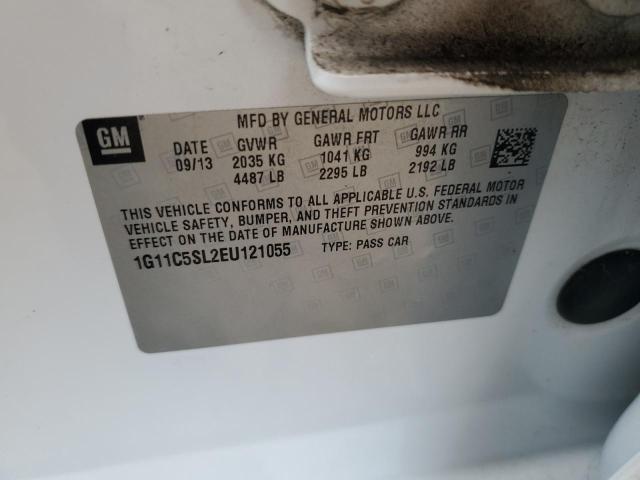 GM
MFD BY GENERAL MOTORS LLC
DATE GVWR GAWR FRT GAWR RR
09/13 2035 KG 1041 KG 994 KG
4487 LB 2295 LB 2192 LB
THIS VEHICLE CONFORMS TO ALL APPLICABLE U.S. FEDERAL MOTOR
VEHICLE SAFETY, BUMPER, AND THEFT PREVENTION STANDARDS IN
EFFECT ON THE DATE OF MANUFACTURE SHOWN ABOVE.
1G11C5SL2EU121055 TYPE: PASS CAR